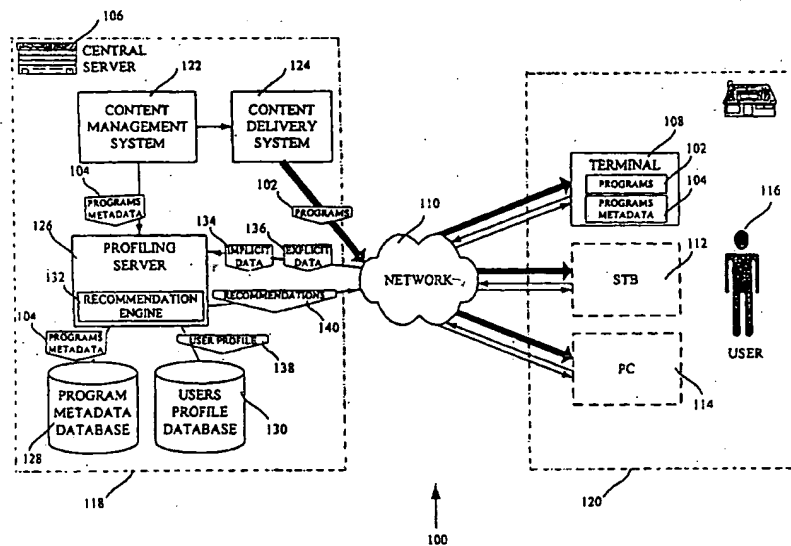 106
CENTRAL
SERVER
122
124
CONTENT
MANAGEMENT
SYSTEM
CONTENT
DELIVERY
SYSTEM
104
PROGRAMS
METADATA
102
PROGRAMS
126
134
136
PROFILING
SERVER
IMPLICIT
DATA
EXPLICIT
DATA
132
RECOMMENDATION
ENGINE
RECOMMENDATIONS
140
104
PROGRAMS
METADATA
USER PROFILE
138
PROGRAM
METADATA
DATABASE
128
USERS
PROFILE
DATABASE
130
118
110
NETWORK
100
108
TERMINAL
102
PROGRAMS
104
PROGRAMS
METADATA
116
112
STB
USER
PC
114
120